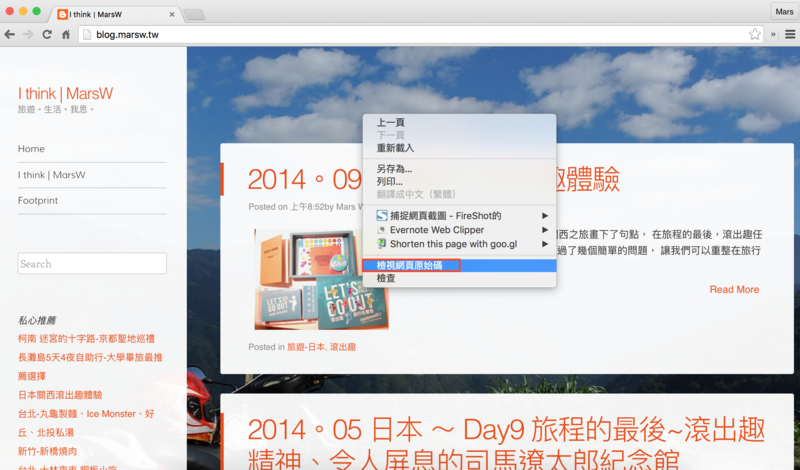 I think | MarsW
Mars
blog.marsw.tw
I think | MarsW
旅遊。生活。我思。
Home
I think | MarsW
Footprint
Search
私心推薦
柯南 迷宮的十字路-京都聖地巡禮
長灘島5天4夜自助行-大學畢旅最推
薦選擇
日本關西滾出趣體驗
台北-丸龜製麵、Ice Monster、好
丘、北投私湯
新竹-新橋燒肉
上一頁
下一頁
重新載入
另存為...
列印...
翻譯成中文（繁體）
捕捉網頁截圖 - FireShot的
Evernote Web Clipper
Shorten this page with goo.gl
檢視網頁原始碼
檢查
2014。09
趣體驗
Posted on 上午8:52by Mars W
西之旅畫下了句點， 在旅程的最後，滾出趣任
過了幾個簡單的問題， 讓我們可以重整在旅行
LET'S GO OUT
Read More
Posted in 旅遊-日本, 滾出趣
2014。05 日本 ～ Day9 旅程的最後~滾出趣
精神、令人屏息的司馬遼太郎紀念館